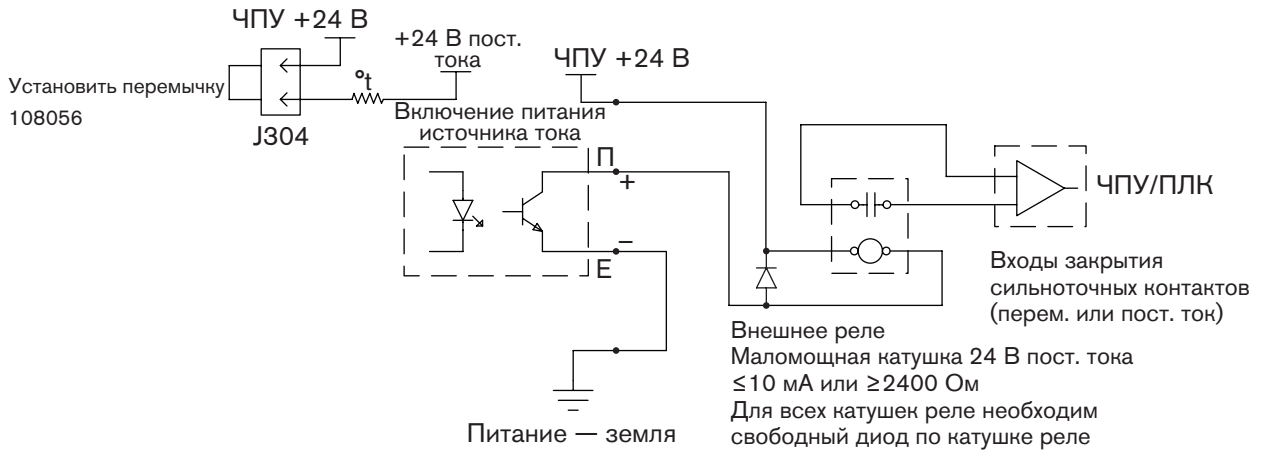 ЧПУ +24 В
+24 В пост.
тока
ЧПУ +24 В
Установить перемычку
108056
°t
J304
Включение питания
источника тока
П
+
−
Е
ЧПУ/ПЛК
Входы закрытия
сильноточных контактов
(перем. или пост. ток)
Внешнее реле
Маломощная катушка 24 В пост. тока
≤10 мА или ≥2400 Ом
Для всех катушек реле необходим
свободный диод по катушке реле
Питание — земля